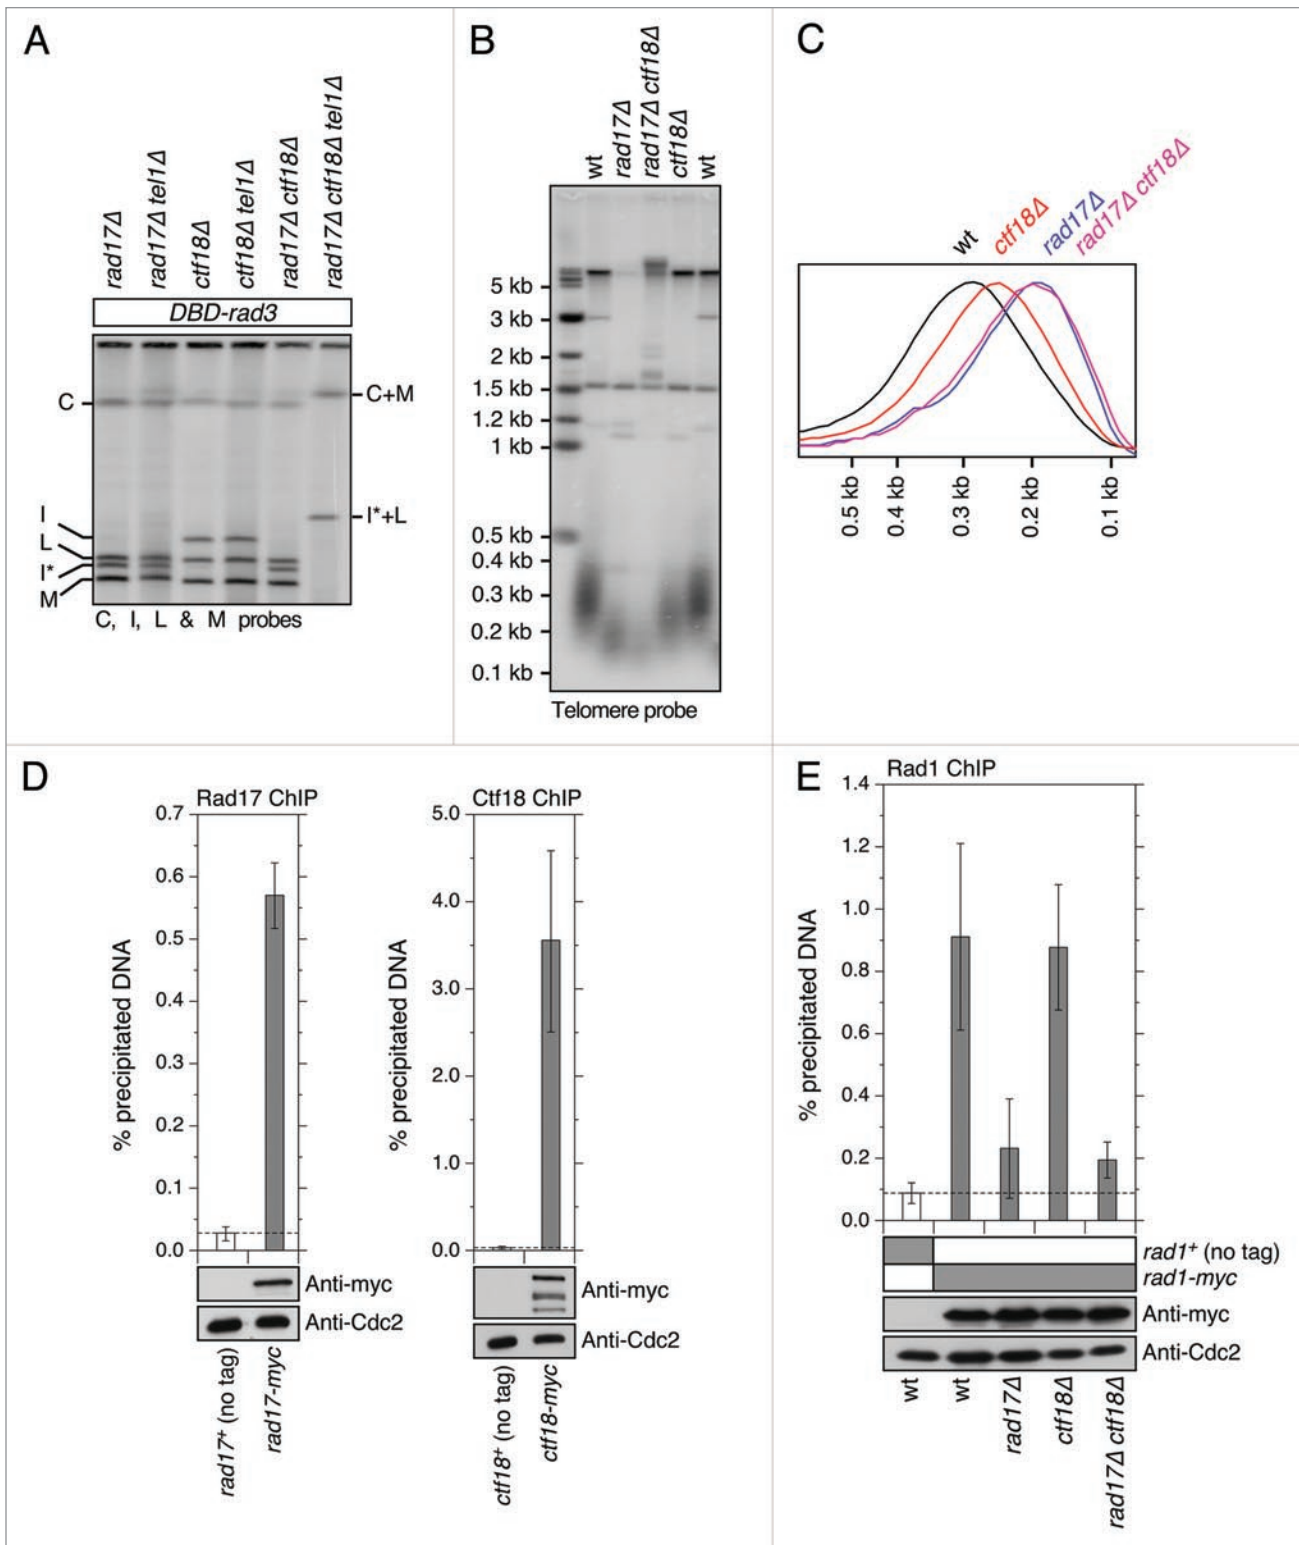 A
rad17Δ
rad17Δ tel1Δ
ctf18Δ
ctf18Δ tel1Δ
rad17Δ ctf18Δ
rad17Δ ctf18Δ tel1Δ
DBD-rad3
C
C+M
I
L
I*
M
I*+L
C, I, L & M probes
B
wt
rad17Δ
rad17Δ ctf18Δ
ctf18Δ
wt
5 kb
3 kb
2 kb
1.5 kb
1.2 kb
1 kb
0.5 kb
0.4 kb
0.3 kb
0.2 kb
0.1 kb
Telomere probe
C
wt
ctf18Δ
rad17Δ
rad17Δ ctf18Δ
0.5 kb
0.4 kb
0.3 kb
0.2 kb
0.1 kb
D
Rad17 ChIP
% precipitated DNA
0.7
0.6
0.5
0.4
0.3
0.2
0.1
0.0
Anti-myc
Anti-Cdc2
rad17⁺ (no tag)
rad17-myc
Ctf18 ChIP
% precipitated DNA
5.0
4.0
3.0
2.0
1.0
0.0
Anti-myc
Anti-Cdc2
ctf18⁺ (no tag)
ctf18-myc
E
Rad1 ChIP
% precipitated DNA
1.4
1.2
1.0
0.8
0.6
0.4
0.2
0.0
rad1⁺ (no tag)
rad1-myc
Anti-myc
Anti-Cdc2
wt
wt
rad17Δ
ctf18Δ
rad17Δ ctf18Δ